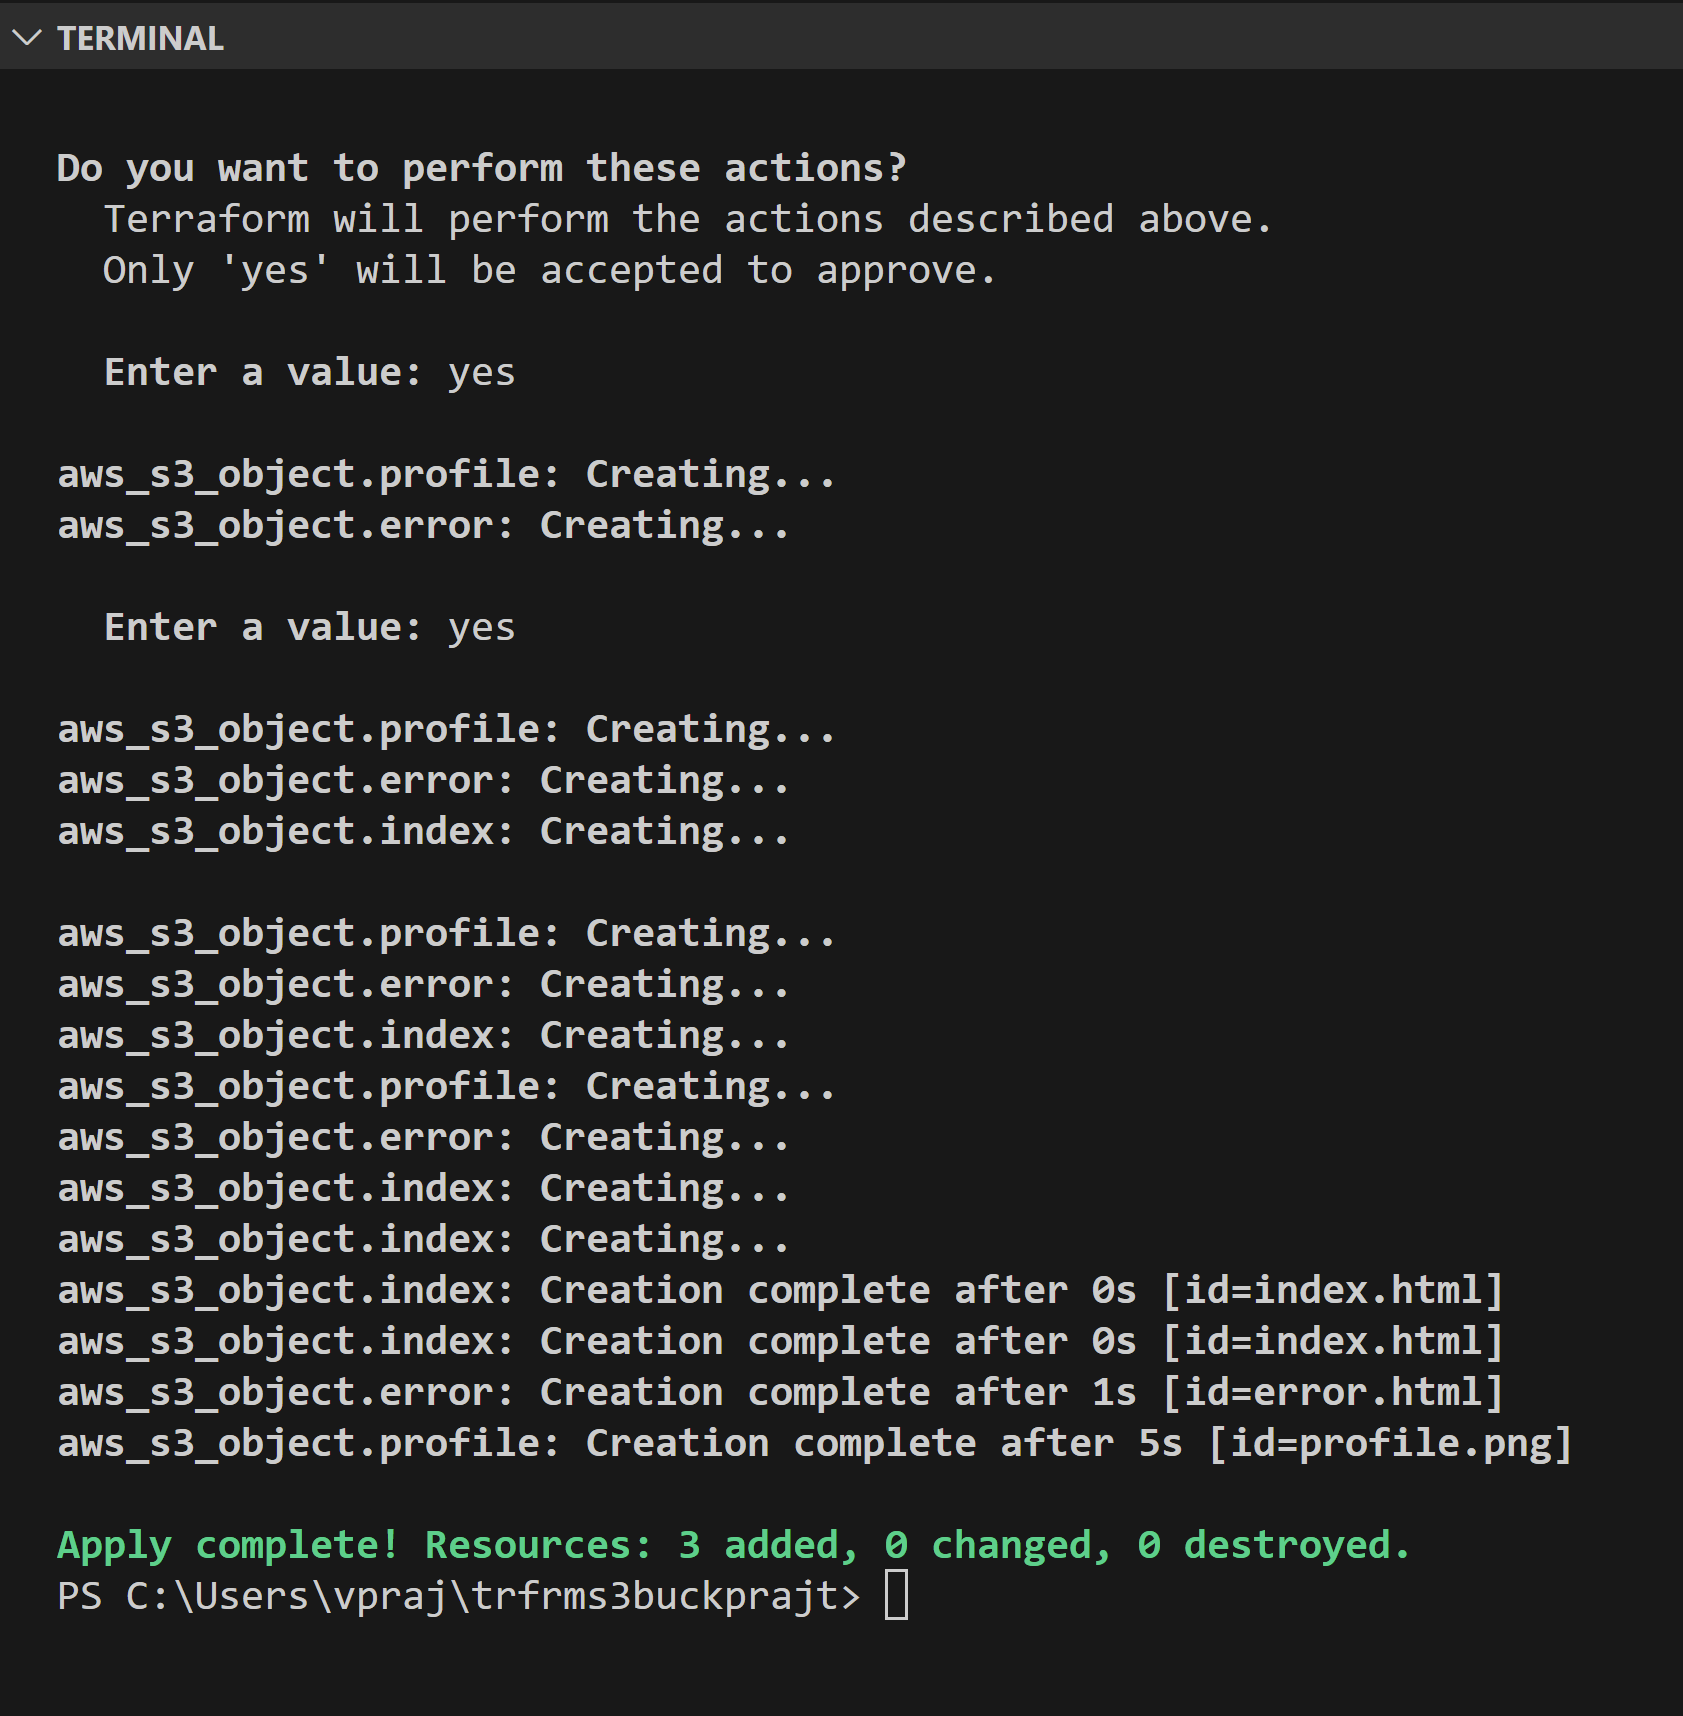 TERMINAL
Do you want to perform these actions?
Terraform will perform the actions described above.
Only 'yes' will be accepted to approve.
Enter a value: yes
aws_s3_object.profile: Creating...
aws_s3_object.error: Creating...
Enter a value: yes
aws_s3_object.profile: Creating...
aws_s3_object.error: Creating...
aws_s3_object.index: Creating...
aws_s3_object.profile: Creating...
aws_s3_object.error: Creating...
aws_s3_object.index: Creating...
aws_s3_object.profile: Creating...
aws_s3_object.error: Creating...
aws_s3_object.index: Creating...
aws_s3_object.index: Creating...
aws_s3_object.index: Creation complete after 0s [id=index.html]
aws_s3_object.index: Creation complete after 0s [id=index.html]
aws_s3_object.error: Creation complete after 1s [id=error.html]
aws_s3_object.profile: Creation complete after 5s [id=profile.png]
Apply complete! Resources: 3 added, 0 changed, 0 destroyed.
PS C:\Users\vpraj\trfrms3buckprajt>